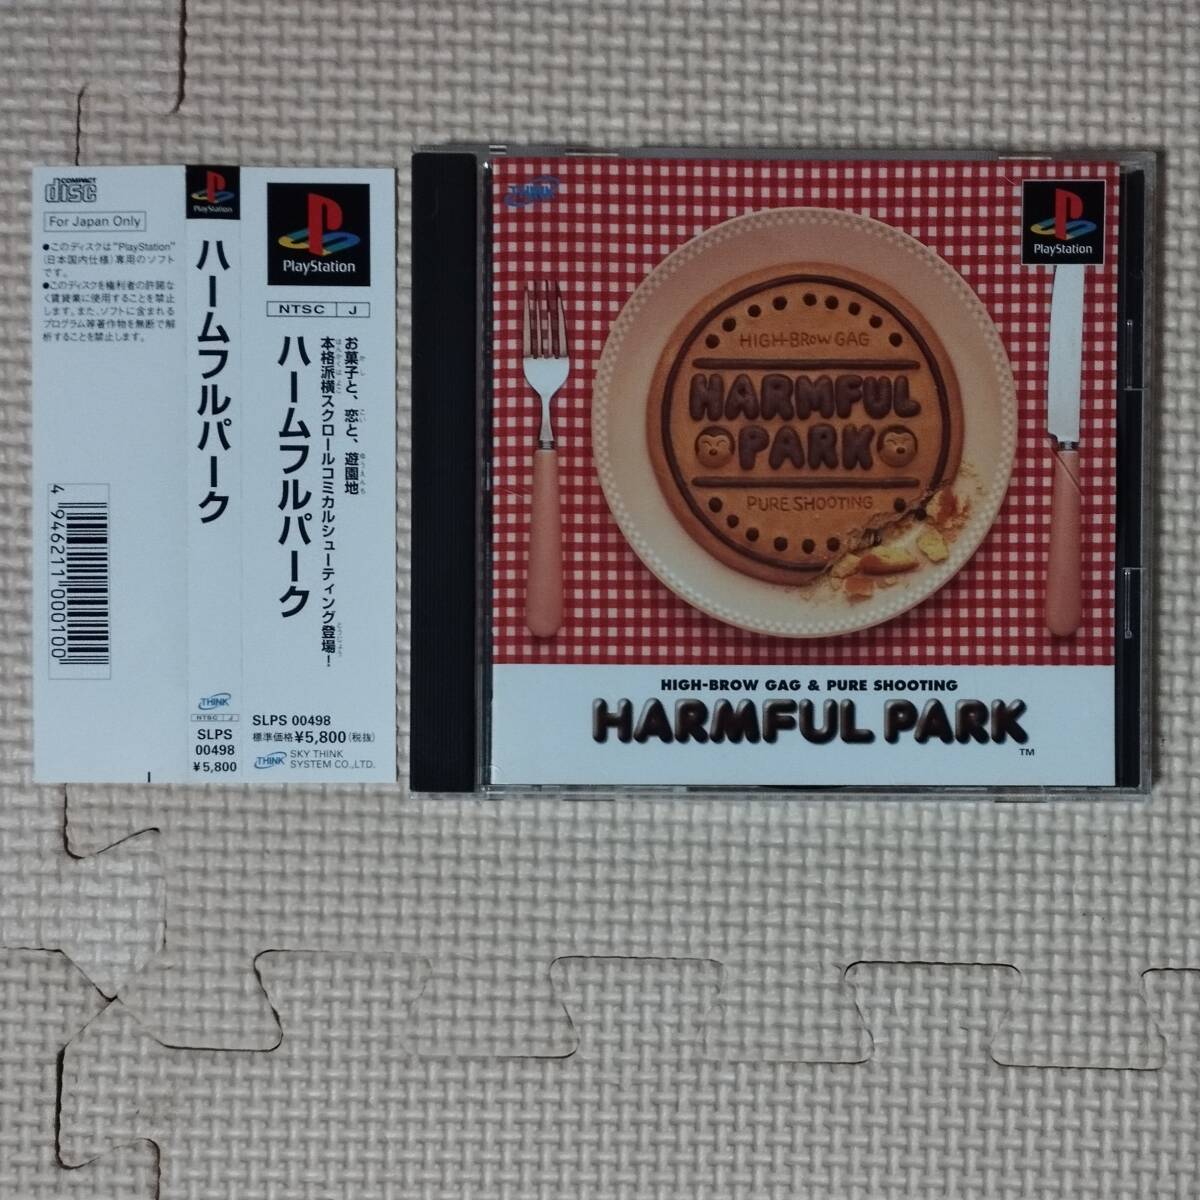 COMPACT
disc
For Japan Only
●このディスクは"PlayStation"
(日本国内仕様)専用のソフト
です。
●このディスクを権利者の許諾な
く賃貸業に使用することを禁止
します。また、ソフトに含まれる
プログラム等著作物を無断で解
析することを禁止します。
4 946211 000100
PlayStation
ハームフルパーク
THINK
NTSC J
SLPS
00498
¥5,800
PlayStation
NTSC J
お菓子と、恋と、遊園地
本格派横スクロールコミカルシューティング登場!
ハームフルパーク
SLPS 00498
標準価格¥5,800(税抜)
THINK
SKY THINK
SYSTEM CO.,LTD.
THINK
PlayStation
HIGH-BROW GAG
HARMFUL
PARK
PURE SHOOTING
HIGH-BROW GAG & PURE SHOOTING
HARMFUL PARK
TM